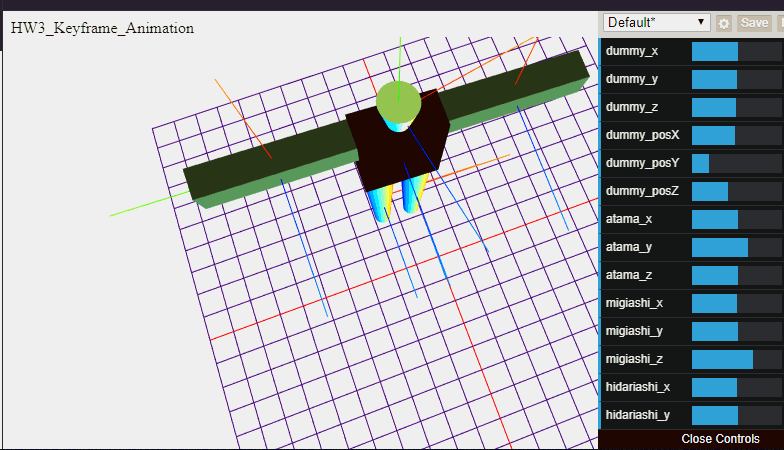 HW3_Keyframe_Animation
Default*
Save
dummy_x
dummy_y
dummy_z
dummy_posX
dummy_posY
dummy_posZ
atama_x
atama_y
atama_z
migiashi_x
migiashi_y
migiashi_z
hidariashi_x
hidariashi_y
Close Controls